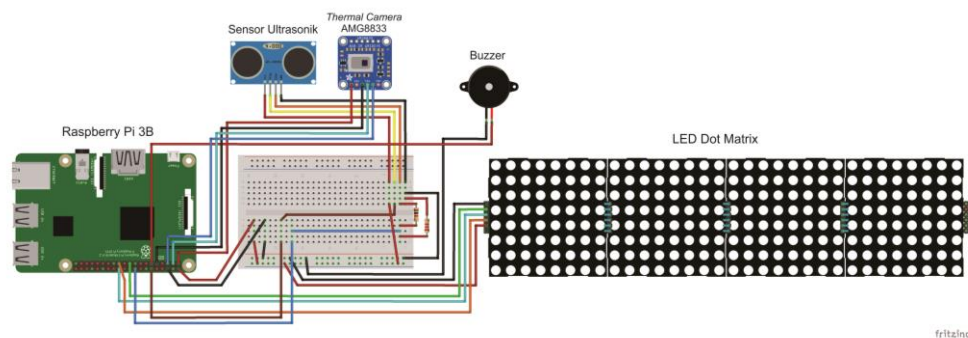 Sensor Ultrasonik
Thermal Camera
AMG8833
Buzzer
Raspberry Pi 3B
LED Dot Matrix
fritzing